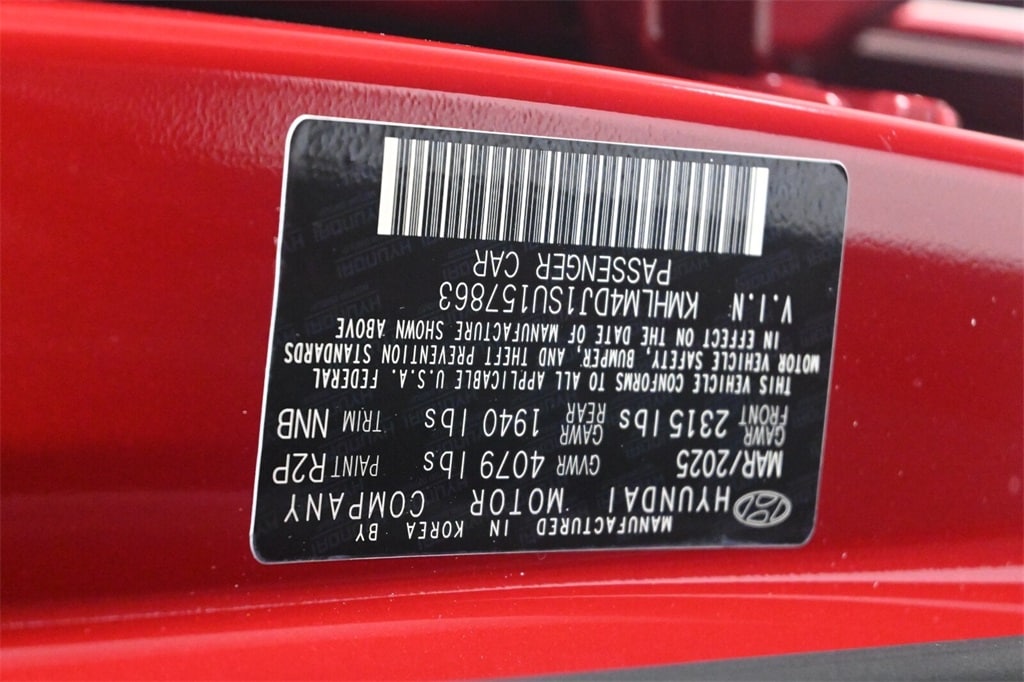 MANUFACTURED IN KOREA BY
HYUNDAI MOTOR COMPANY
MAR/2025 GVWR 4079 lbs PAINT R2P
GAWR FRONT 2315 lbs GAWR REAR 1940 lbs TRIM NNB
THIS VEHICLE CONFORMS TO ALL APPLICABLE U.S.A. FEDERAL
MOTOR VEHICLE SAFETY, BUMPER, AND THEFT PREVENTION STANDARDS
IN EFFECT ON THE DATE OF MANUFACTURE SHOWN ABOVE
V.I.N KMHLM4DJ1SU157863
PASSENGER CAR